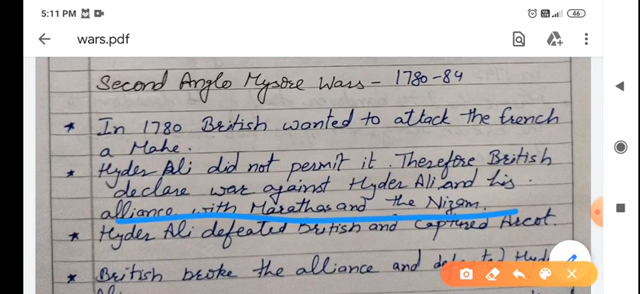 5:11 PM
46
wars.pdf
Second Anglo Mysore Wars - 1780-84
* In 1780 British wanted to attack the french
a Mahe.
* Hyder Ali did not permit it. Therefore British
declare war against Hyder Ali and his
alliance with Marathas and the Nizam.
* Hyder Ali defeated British and captured Arcot.
* British broke the alliance and